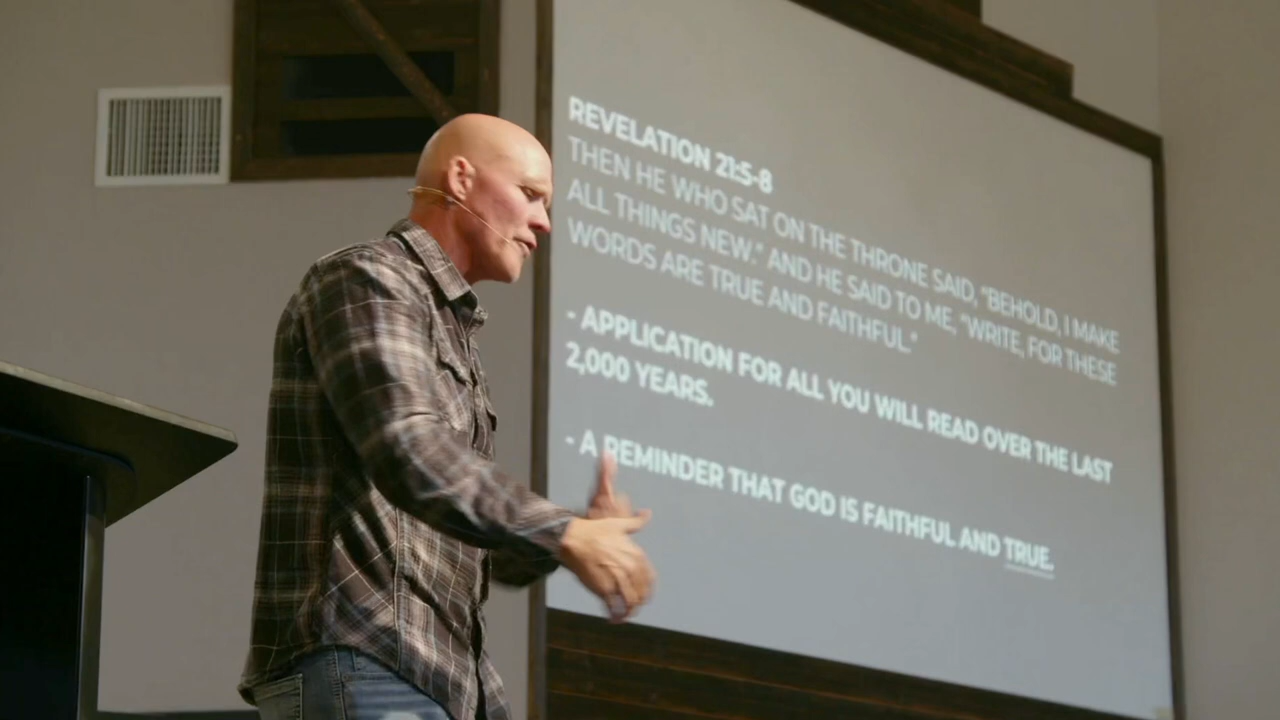 REVELATION 21:5-8
THEN HE WHO SAT ON THE THRONE SAID, "BEHOLD, I MAKE
ALL THINGS NEW." AND HE SAID TO ME, "WRITE, FOR THESE
WORDS ARE TRUE AND FAITHFUL."
- APPLICATION FOR ALL YOU WILL READ OVER THE LAST
2,000 YEARS.
- A REMINDER THAT GOD IS FAITHFUL AND TRUE.